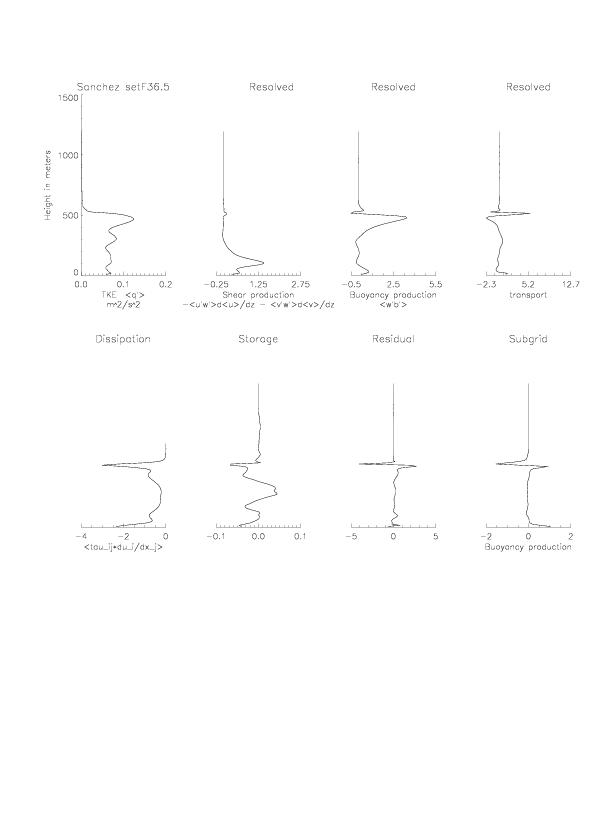 Sanchez setF36.5 Resolved Resolved Resolved
1500
1000
500
0
Height in meters
0.0 0.1 0.2 -0.25 1.25 2.75 -0.5 2.5 5.5 -2.3 5.2 12.7
TKE <q'> Shear production Buoyancy production transport
m^2/s^2 -<u'w'>d<u>/dz - <v'w'>d<v>/dz <w'b'>
Dissipation Storage Residual Subgrid
-4 -2 0 -0.1 0.0 0.1 -5 0 5 -2 0 2
<tau_ij*du_i/dx_j> Buoyancy production